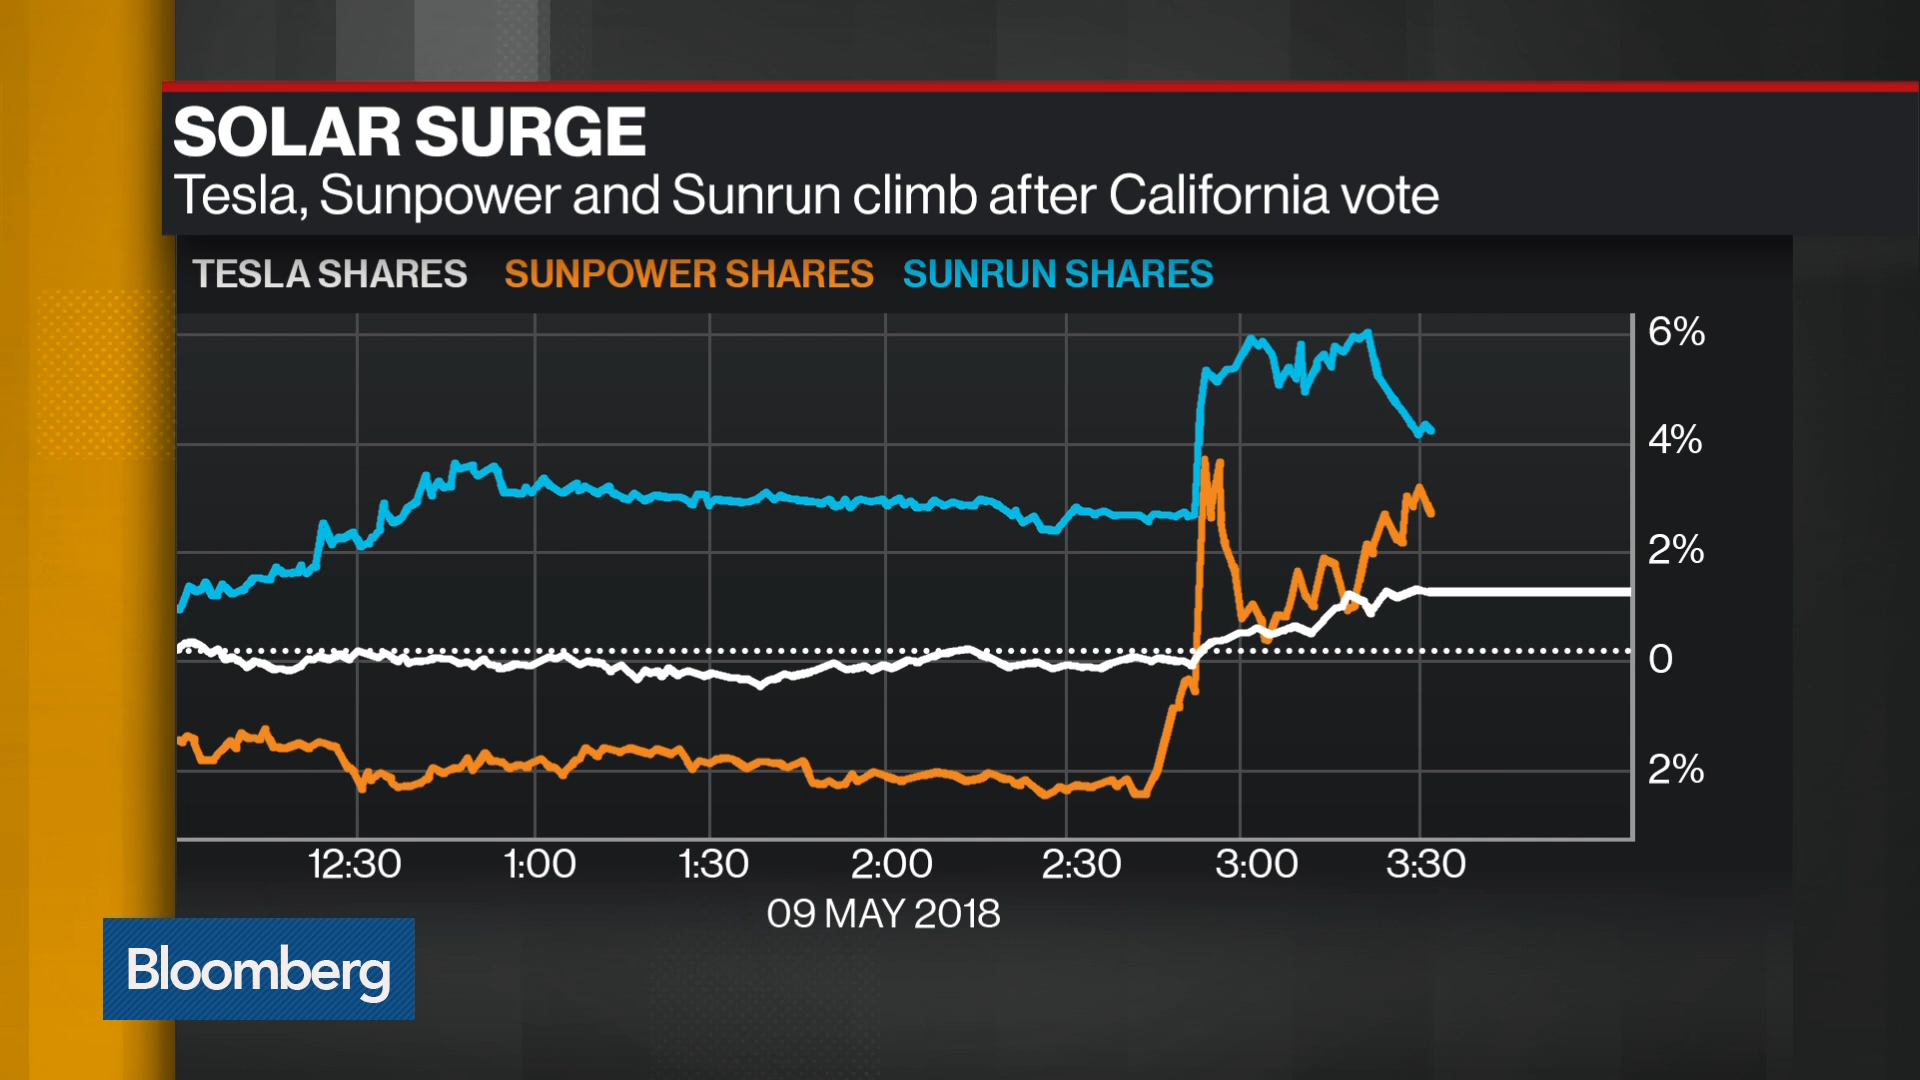 SOLAR SURGE
Tesla, Sunpower and Sunrun climb after California vote
TESLA SHARES SUNPOWER SHARES SUNRUN SHARES
6%
4%
2%
0
2%
12:30 1:00 1:30 2:00 2:30 3:00 3:30
09 MAY 2018
Bloomberg